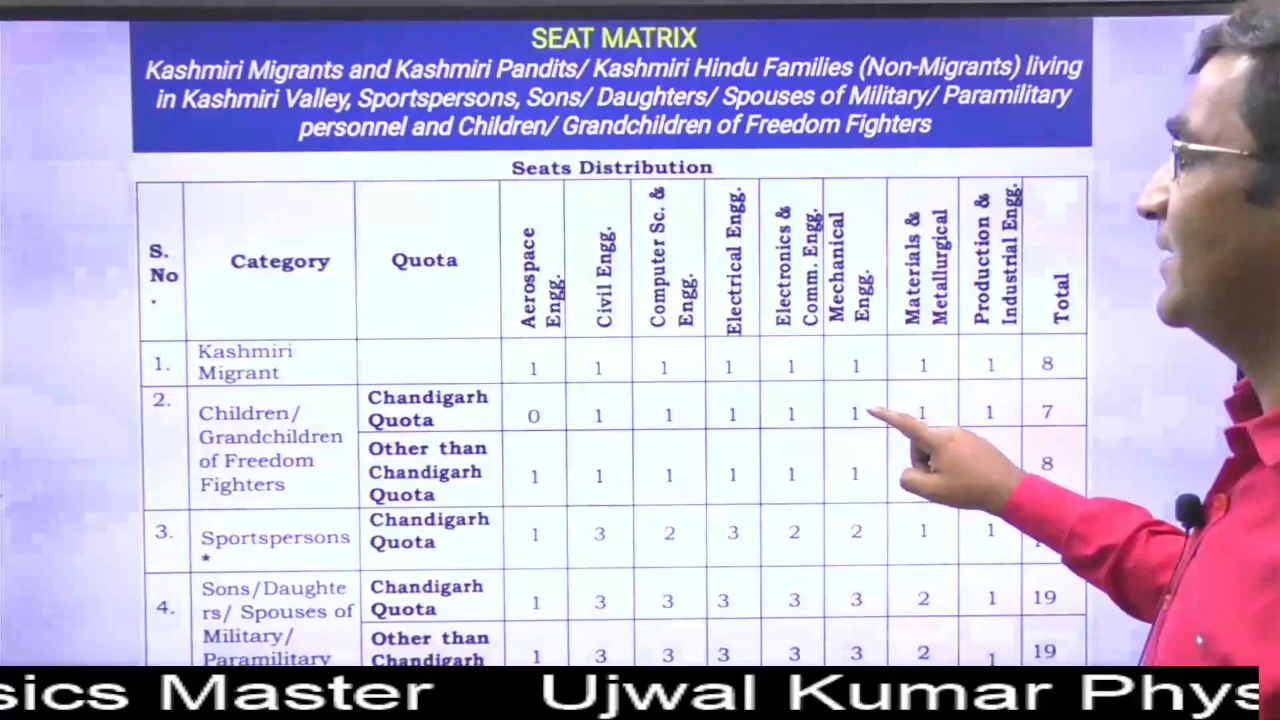 SEAT MATRIX
Kashmiri Migrants and Kashmiri Pandits/ Kashmiri Hindu Families (Non-Migrants) living
in Kashmiri Valley, Sportspersons, Sons/ Daughters/ Spouses of Military/ Paramilitary
personnel and Children/ Grandchildren of Freedom Fighters
Seats Distribution
S. No . Category Quota Aerospace Engg. Civil Engg. Computer Sc. & Engg. Electrical Engg. Electronics & Comm. Engg. Mechanical Engg. Materials & Metallurgical Production & Industrial Engg. Total
1. Kashmiri Migrant 1 1 1 1 1 1 1 1 8
2. Children/ Grandchildren of Freedom Fighters Chandigarh Quota 0 1 1 1 1 1 1 1 7
Other than Chandigarh Quota 1 1 1 1 1 1 8
3. Sportspersons * Chandigarh Quota 1 3 2 3 2 2 1 1
4. Sons/Daughte rs/ Spouses of Military/ Paramilitary Chandigarh Quota 1 3 3 3 3 3 2 1 19
Other than Chandigarh 1 3 3 3 3 3 2 1 19
sics Master Ujwal Kumar Phys